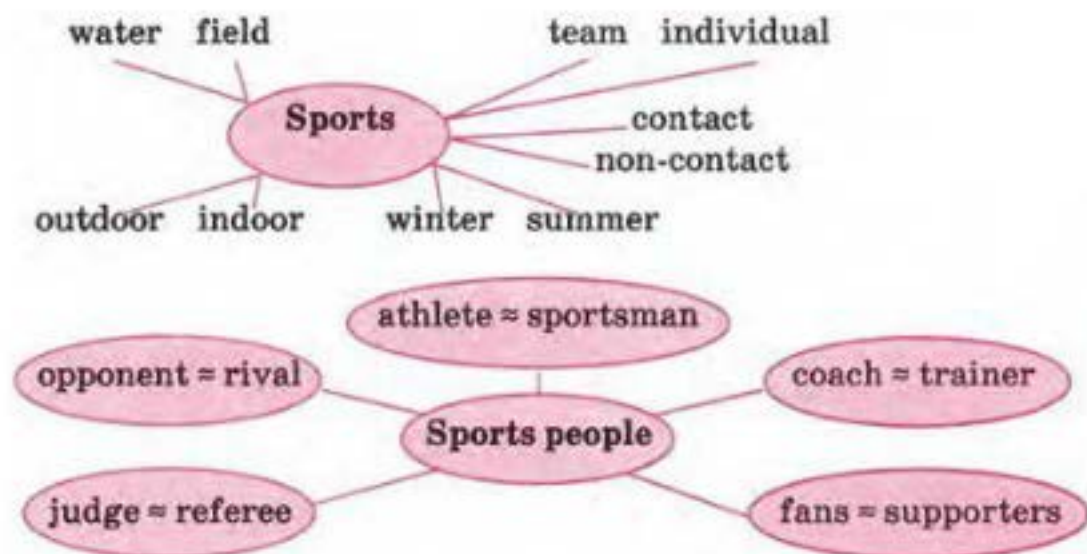 water field team individual
Sports
contact
non-contact
outdoor indoor winter summer
athlete ≈ sportsman
opponent ≈ rival
coach ≈ trainer
Sports people
judge ≈ referee
fans ≈ supporters